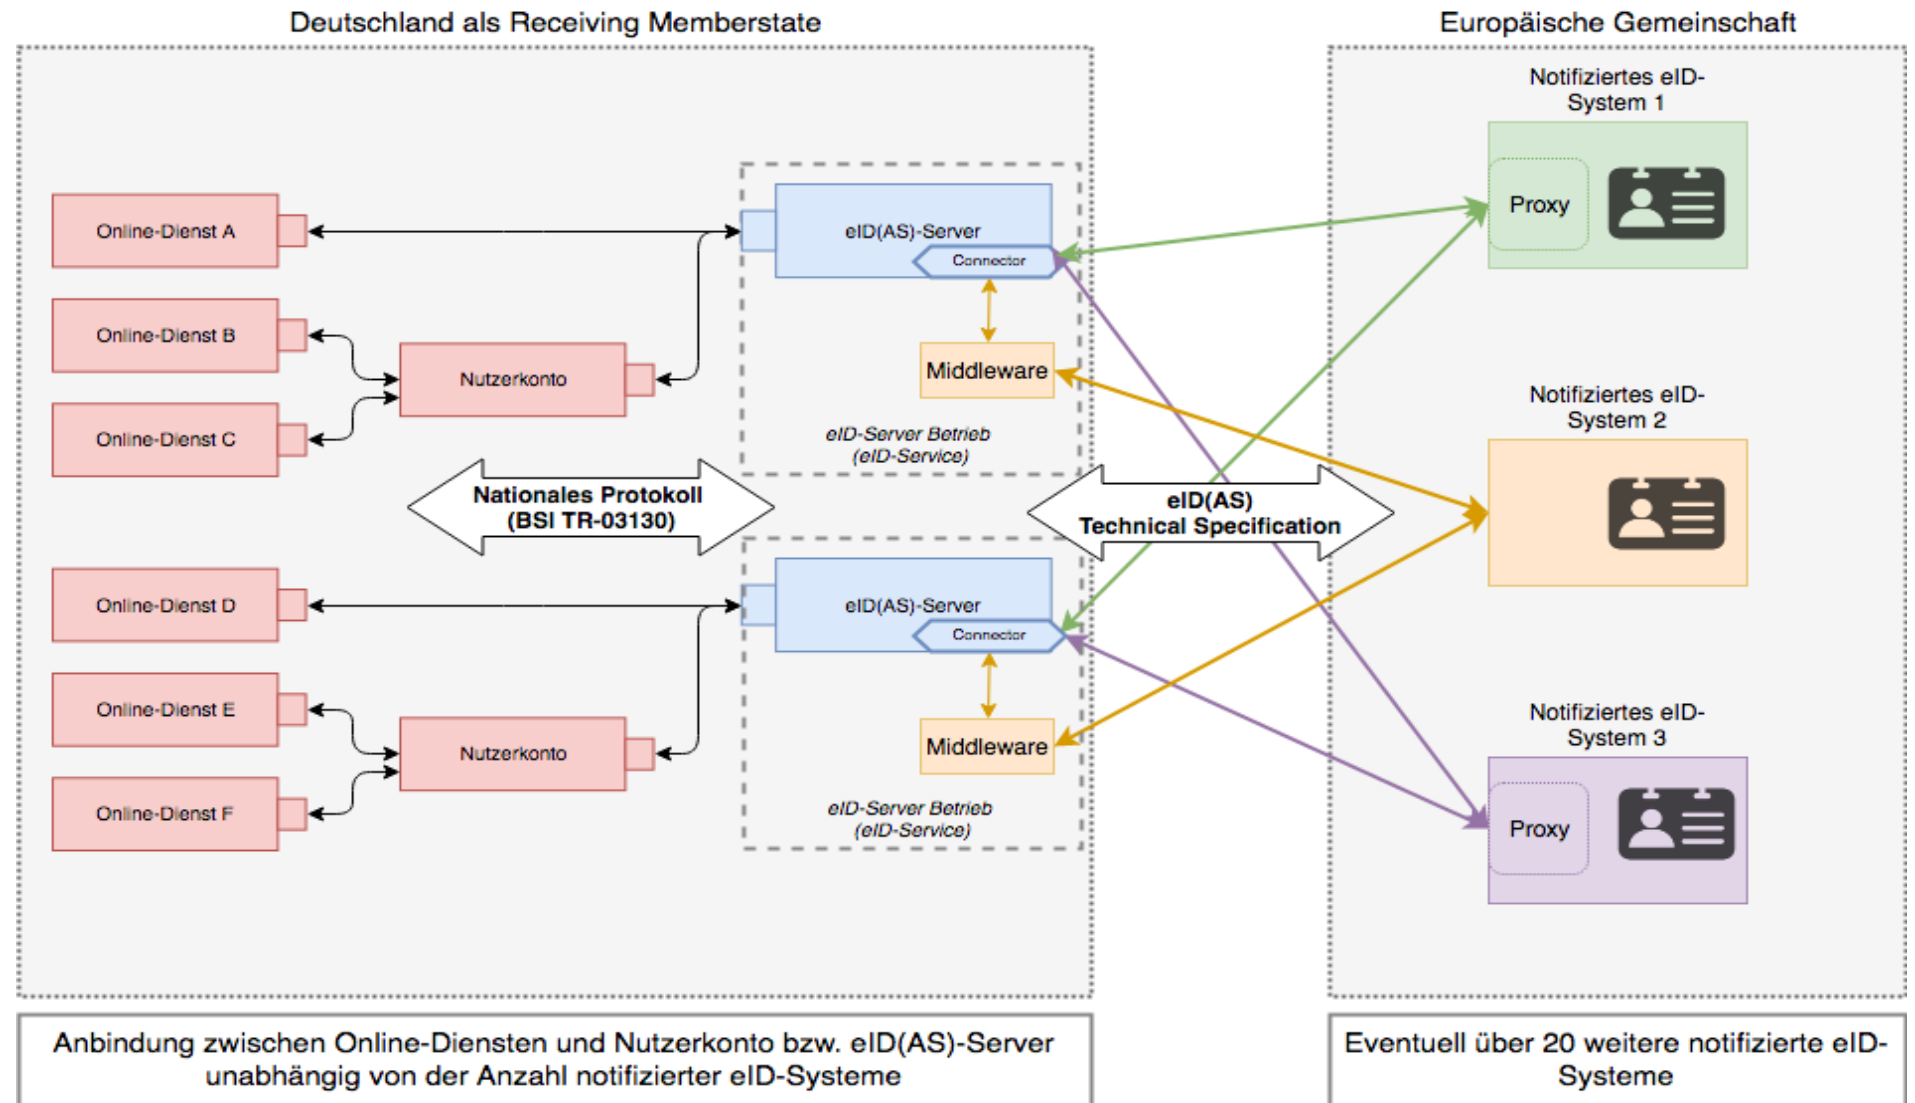 Deutschland als Receiving Memberstate
Europäische Gemeinschaft
Notifiziertes eID-
System 1
Proxy
Online-Dienst A
eID(AS)-Server
Connector
Online-Dienst B
Nutzerkonto
Middleware
Online-Dienst C
eID-Server Betrieb
(eID-Service)
Notifiziertes eID-
System 2
Nationales Protokoll
(BSI TR-03130)
eID(AS)
Technical Specification
Online-Dienst D
eID(AS)-Server
Connector
Online-Dienst E
Nutzerkonto
Middleware
Online-Dienst F
eID-Server Betrieb
(eID-Service)
Notifiziertes eID-
System 3
Proxy
Anbindung zwischen Online-Diensten und Nutzerkonto bzw. eID(AS)-Server
unabhängig von der Anzahl notifizierter eID-Systeme
Eventuell über 20 weitere notifizierte eID-
Systeme